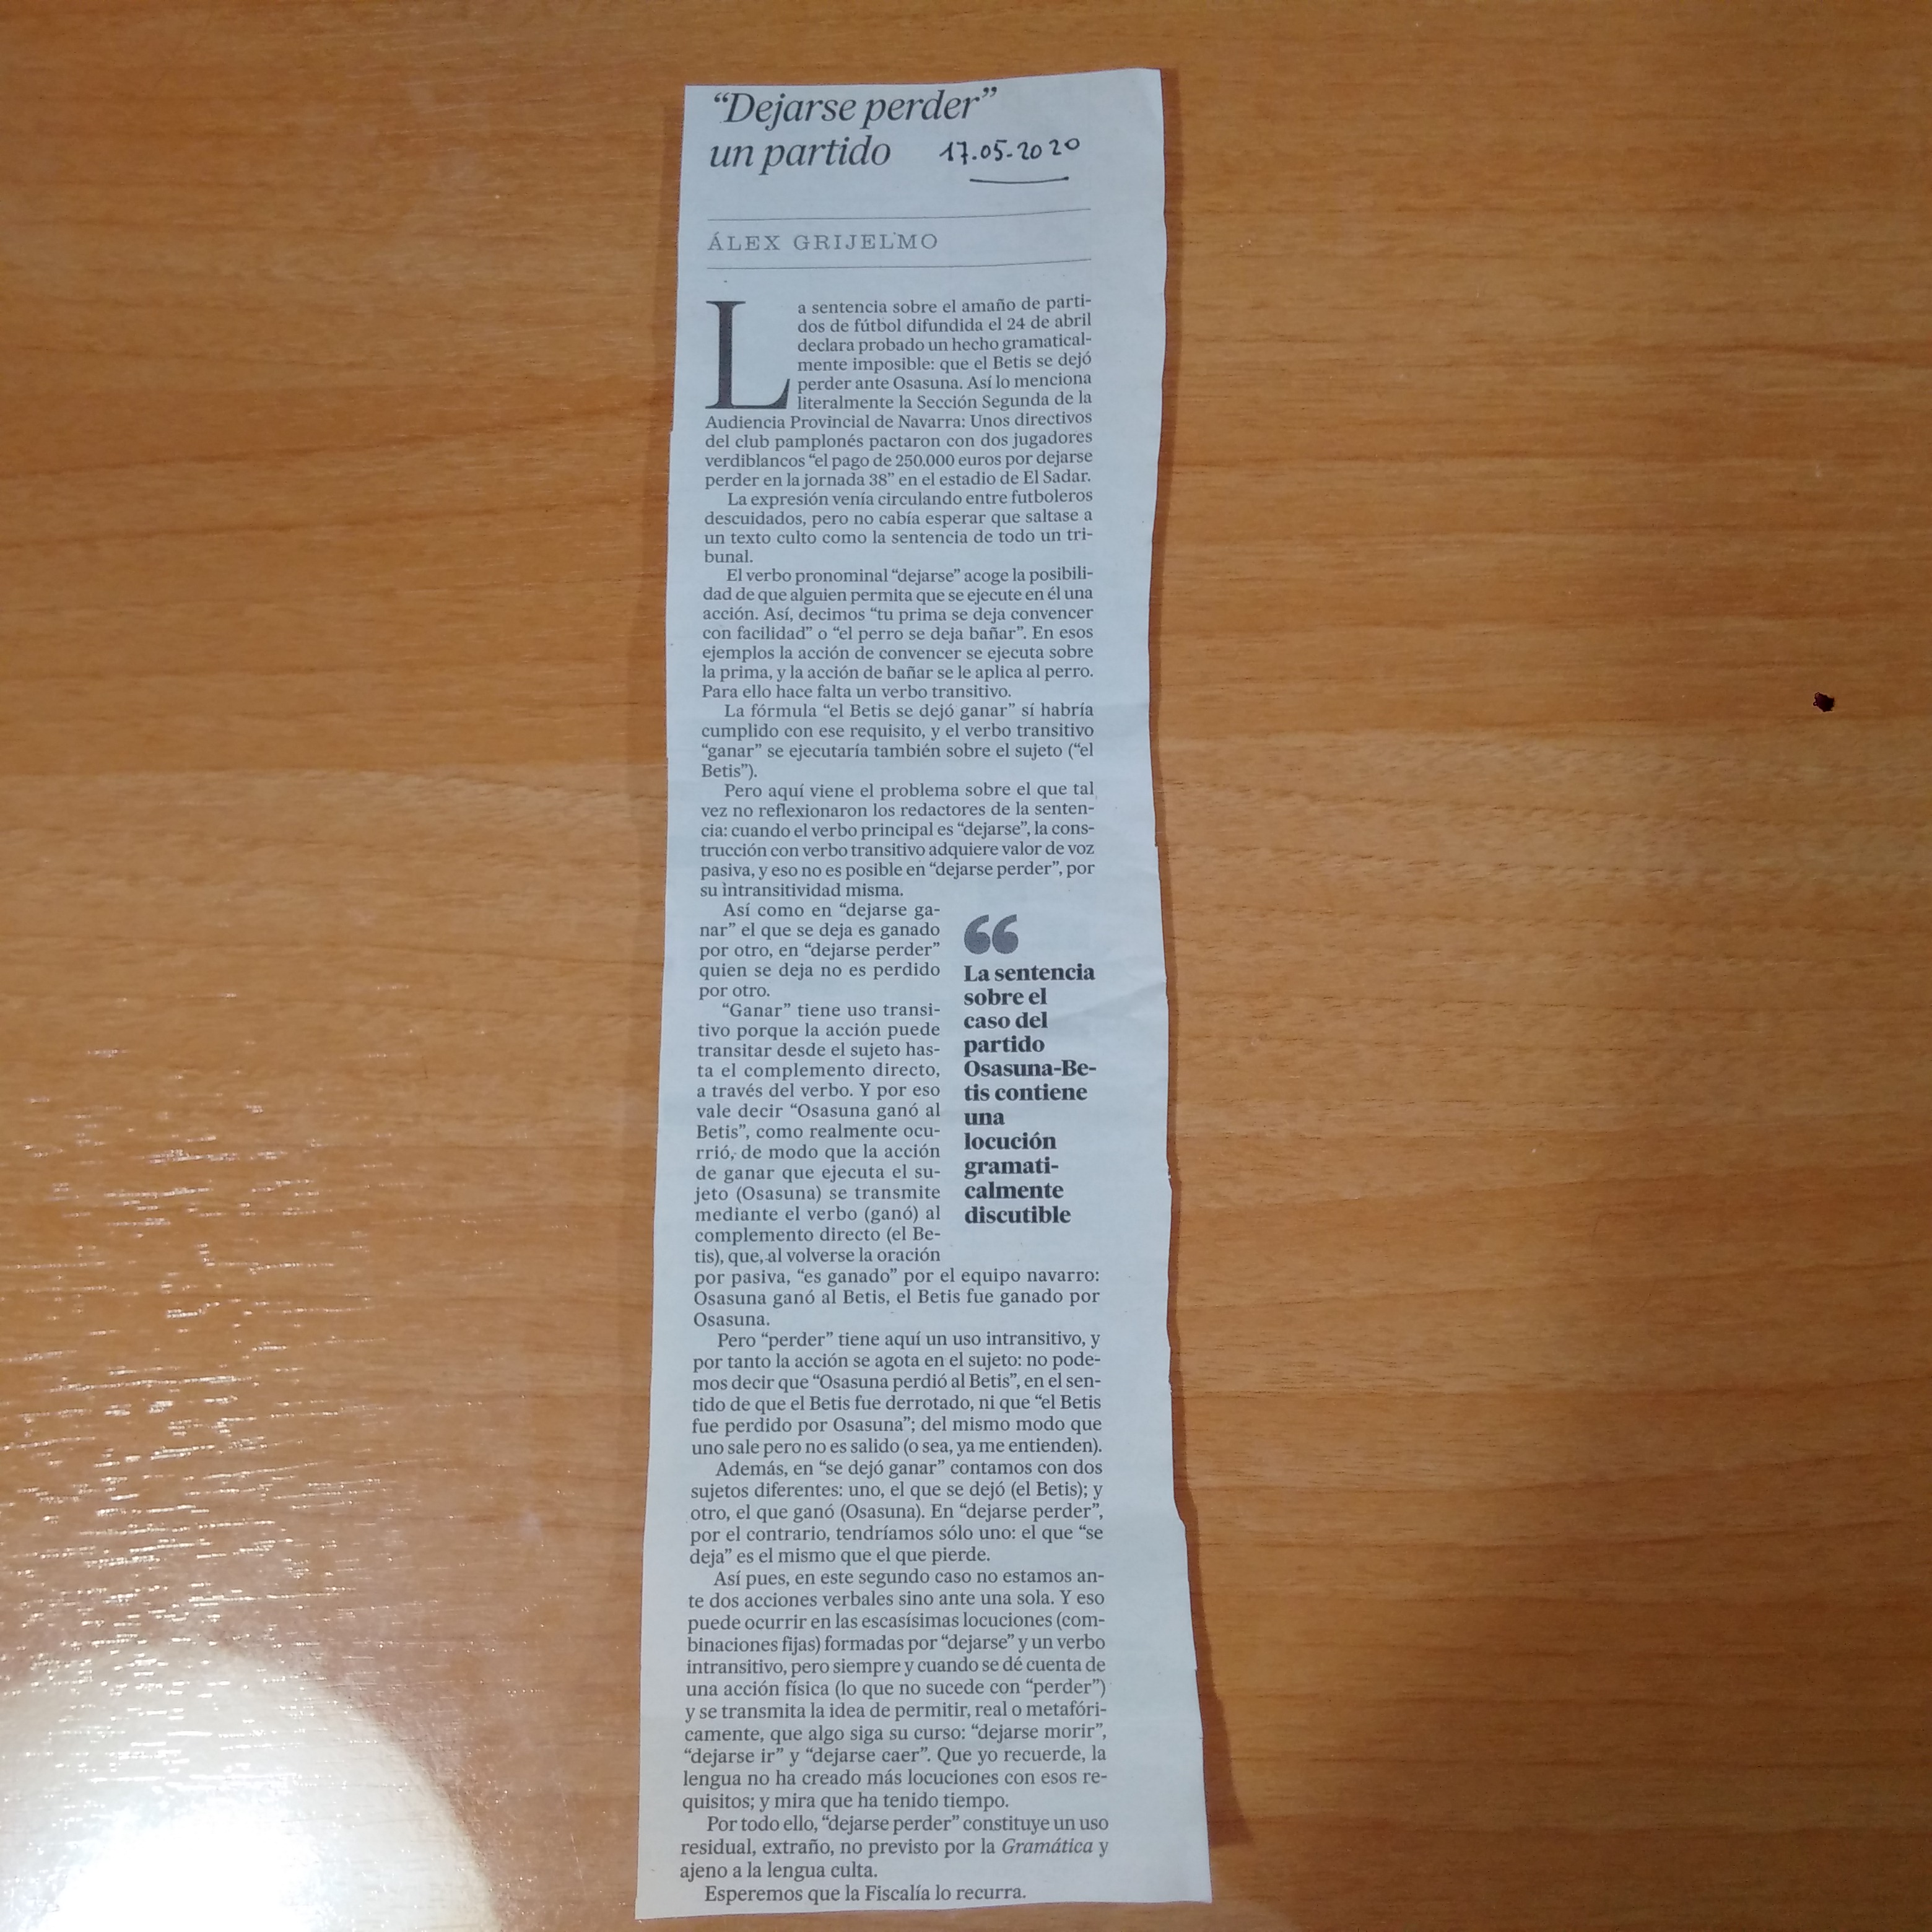 “Dejarse perder”
un partido
17.05-2020
ÁLEX GRIJELMO
La sentencia sobre el amaño de parti-
dos de fútbol difundida el 24 de abril
declara probado un hecho gramatical-
mente imposible: que el Betis se dejó
perder ante Osasuna. Así lo menciona
literalmente la Sección Segunda de la
Audiencia Provincial de Navarra: Unos directivos
del club pamplonés pactaron con dos jugadores
verdiblancos “el pago de 250.000 euros por dejarse
perder en la jornada 38” en el estadio de El Sadar.
La expresión venía circulando entre futboleros
descuidados, pero no cabía esperar que saltase a
un texto culto como la sentencia de todo un tri-
bunal.
El verbo pronominal “dejarse” acoge la posibili-
dad de que alguien permita que se ejecute en él una
acción. Así, decimos “tu prima se deja convencer
con facilidad” o “el perro se deja bañar”. En esos
ejemplos la acción de convencer se ejecuta sobre
la prima, y la acción de bañar se le aplica al perro.
Para ello hace falta un verbo transitivo.
La fórmula “el Betis se dejó ganar” sí habría
cumplido con ese requisito, y el verbo transitivo
“ganar” se ejecutaría también sobre el sujeto (“el
Betis”).
Pero aquí viene el problema sobre el que tal
vez no reflexionaron los redactores de la senten-
cia: cuando el verbo principal es “dejarse”, la cons-
trucción con verbo transitivo adquiere valor de voz
pasiva, y eso no es posible en “dejarse perder”, por
su intransitividad misma.
Así como en “dejarse ga-
nar” el que se deja es ganado
por otro, en “dejarse perder”
quien se deja no es perdido
por otro.
“Ganar” tiene uso transi-
tivo porque la acción puede
transitar desde el sujeto has-
ta el complemento directo,
a través del verbo. Y por eso
vale decir “Osasuna ganó al
Betis”, como realmente ocu-
rrió, de modo que la acción
de ganar que ejecuta el su-
jeto (Osasuna) se transmite
mediante el verbo (ganó) al
complemento directo (el Be-
tis), que, al volverse la oración
por pasiva, “es ganado” por el equipo navarro:
Osasuna ganó al Betis, el Betis fue ganado por
Osasuna.
“
La sentencia
sobre el
caso del
partido
Osasuna-Be-
tis contiene
una
locución
gramati-
calmente
discutible
Pero “perder” tiene aquí un uso intransitivo, y
por tanto la acción se agota en el sujeto: no pode-
mos decir que “Osasuna perdió al Betis”, en el sen-
tido de que el Betis fue derrotado, ni que “el Betis
fue perdido por Osasuna”; del mismo modo que
uno sale pero no es salido (o sea, ya me entienden).
Además, en “se dejó ganar” contamos con dos
sujetos diferentes: uno, el que se dejó (el Betis); y
otro, el que ganó (Osasuna). En “dejarse perder”,
por el contrario, tendríamos sólo uno: el que “se
deja” es el mismo que el que pierde.
Así pues, en este segundo caso no estamos an-
te dos acciones verbales sino ante una sola. Y eso
puede ocurrir en las escasísimas locuciones (com-
binaciones fijas) formadas por “dejarse” y un verbo
intransitivo, pero siempre y cuando se dé cuenta de
una acción física (lo que no sucede con “perder”)
y se transmita la idea de permitir, real o metafóri-
camente, que algo siga su curso: “dejarse morir”,
“dejarse ir” y “dejarse caer”. Que yo recuerde, la
lengua no ha creado más locuciones con esos re-
quisitos; y mira que ha tenido tiempo.
Por todo ello, “dejarse perder” constituye un uso
residual, extraño, no previsto por la Gramática y
ajeno a la lengua culta.
Esperemos que la Fiscalía lo recurra.